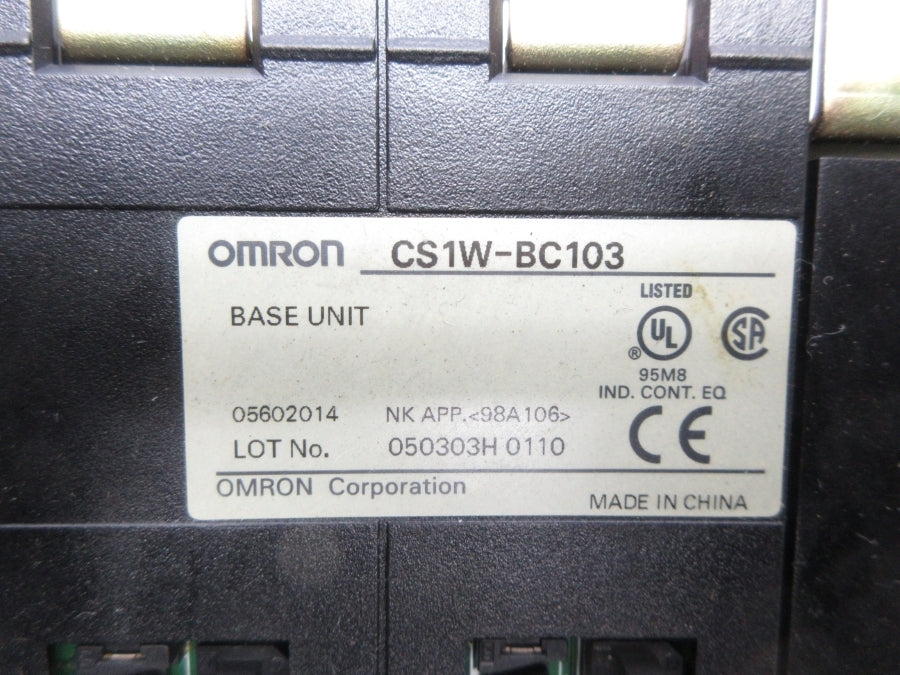 OMRON CS1W-BC103
BASE UNIT
LISTED
UL
®
SA
95M8
IND. CONT. EQ
05602014 NK APP.<98A106>
LOT No. 050303H 0110
CE
OMRON Corporation
MADE IN CHINA